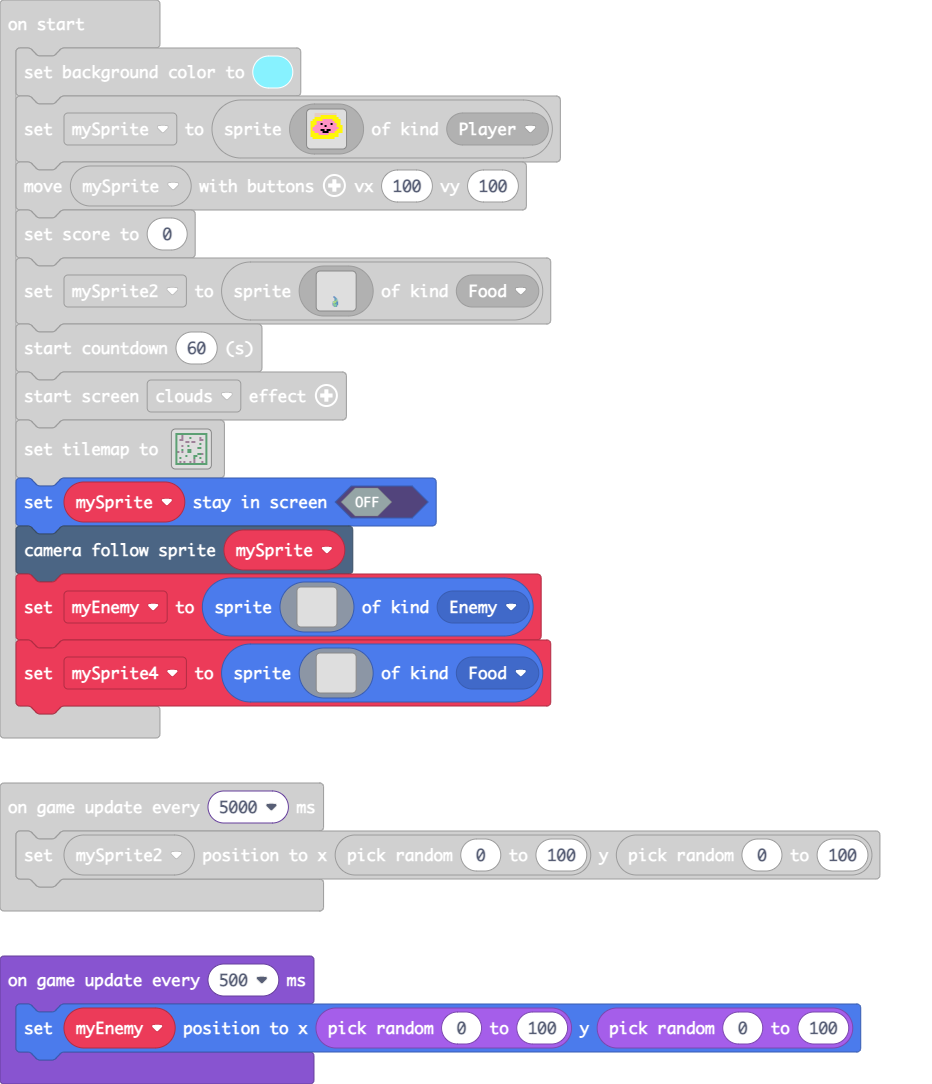 on start
set background color to
set mySprite to sprite of kind Player
move mySprite with buttons vx 100 vy 100
set score to 0
set mySprite2 to sprite of kind Food
start countdown 60 (s)
start screen clouds effect
set tilemap to
set mySprite stay in screen OFF
camera follow sprite mySprite
set myEnemy to sprite of kind Enemy
set mySprite4 to sprite of kind Food
on game update every 5000 ms
set mySprite2 position to x pick random 0 to 100 y pick random 0 to 100
on game update every 500 ms
set myEnemy position to x pick random 0 to 100 y pick random 0 to 100